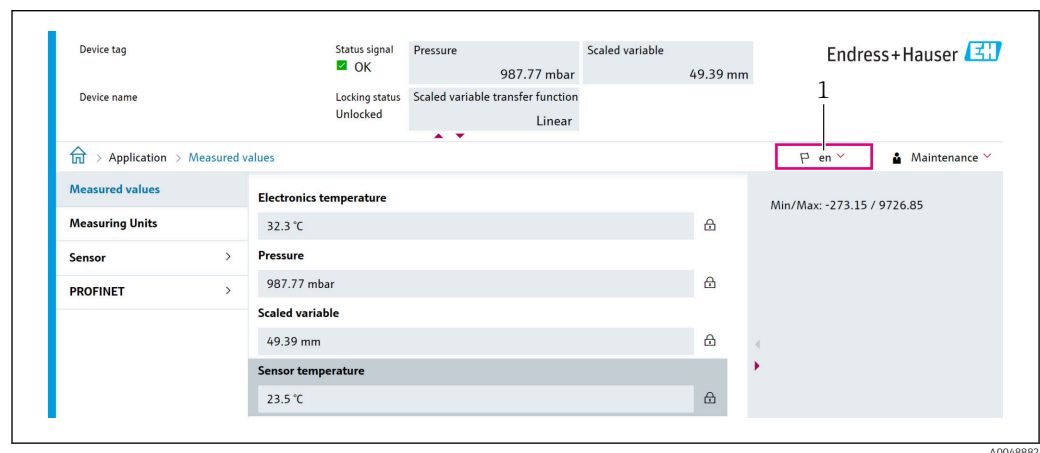 Device tag
Status signal
OK
Pressure
987.77 mbar
Scaled variable
49.39 mm
Endress+Hauser EH
Device name
Locking status
Unlocked
Scaled variable transfer function
Linear
1
> Application > Measured values
en
Maintenance
Measured values
Measuring Units
Sensor >
PROFINET >
Electronics temperature
32.3 °C
Pressure
987.77 mbar
Scaled variable
49.39 mm
Sensor temperature
23.5 °C
Min/Max: -273.15 / 9726.85
A0048882